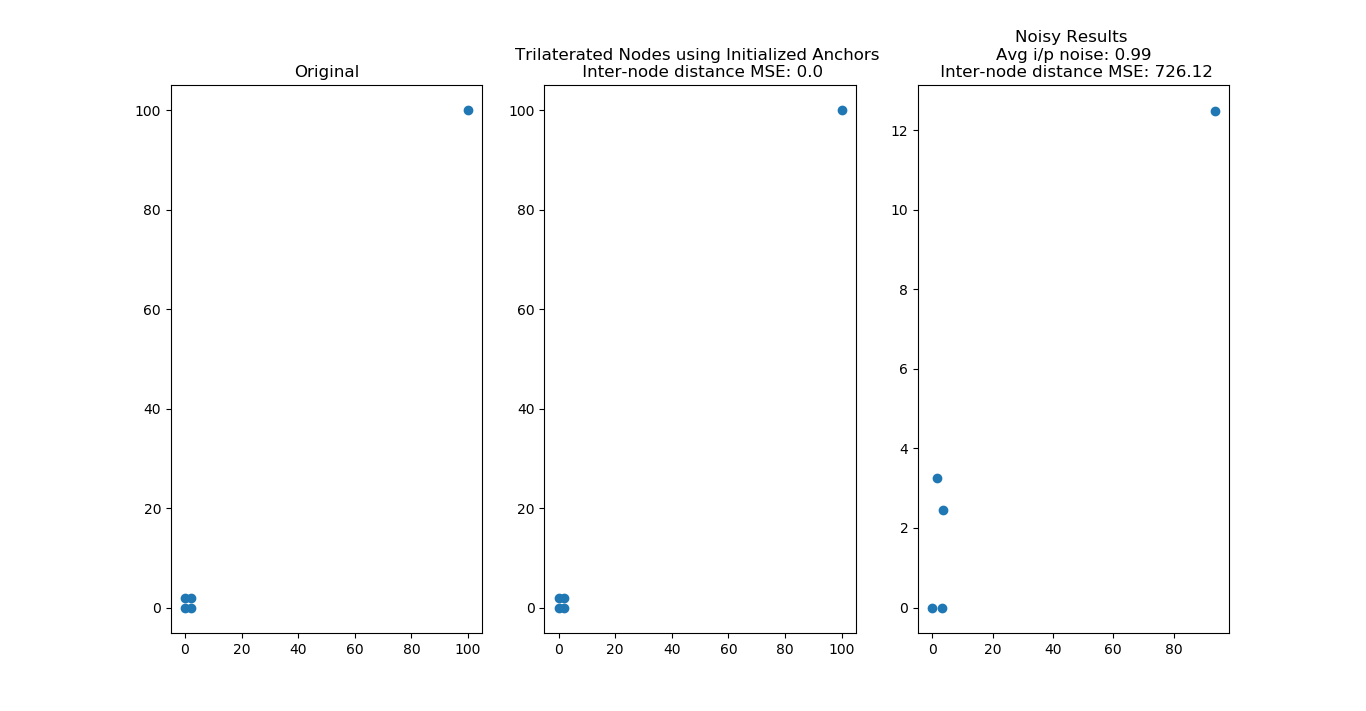 Original
100
80
60
40
20
0
0 20 40 60 80 100
Trilaterated Nodes using Initialized Anchors
Inter-node distance MSE: 0.0
100
80
60
40
20
0
0 20 40 60 80 100
Noisy Results
Avg i/p noise: 0.99
Inter-node distance MSE: 726.12
12
10
8
6
4
2
0
0 20 40 60 80